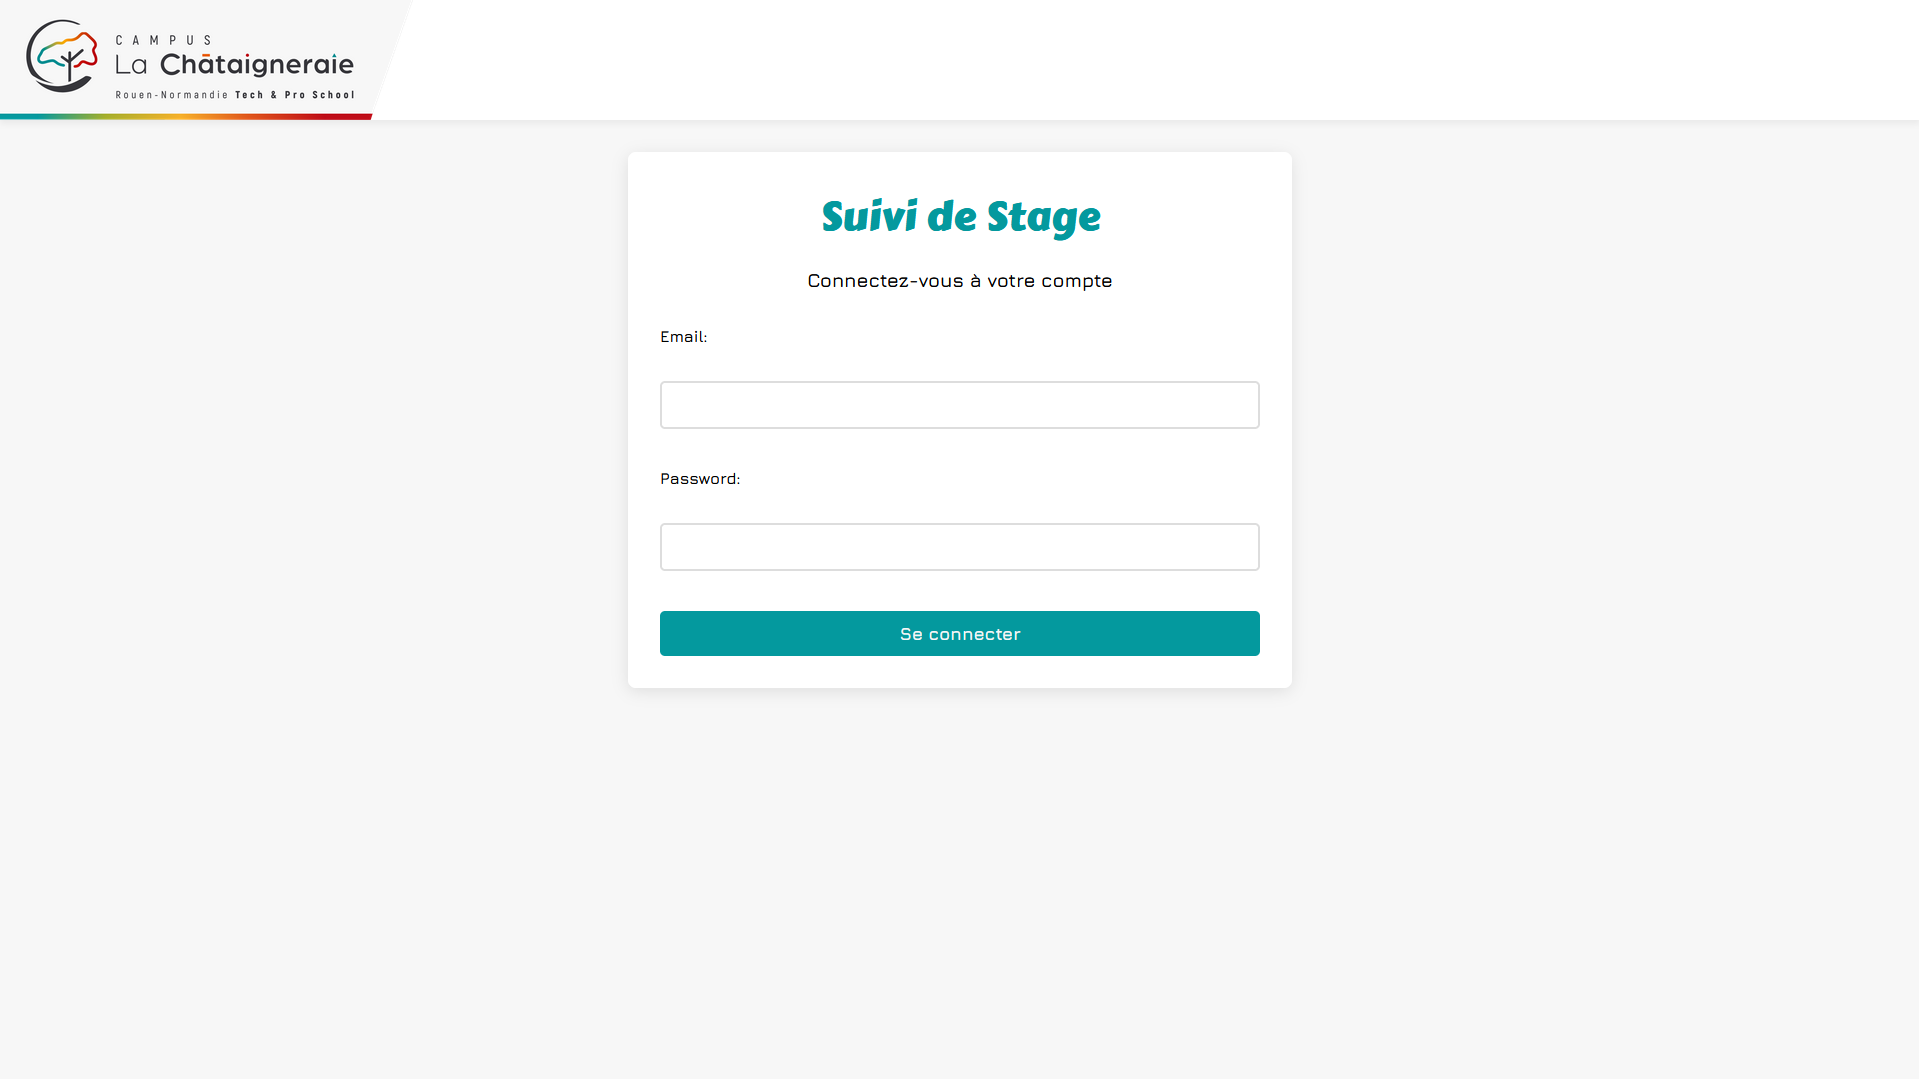 CAMPUS
La Châtaigneraie
Rouen-Normandie Tech & Pro School
Suivi de Stage
Connectez-vous à votre compte
Email:
Password:
Se connecter